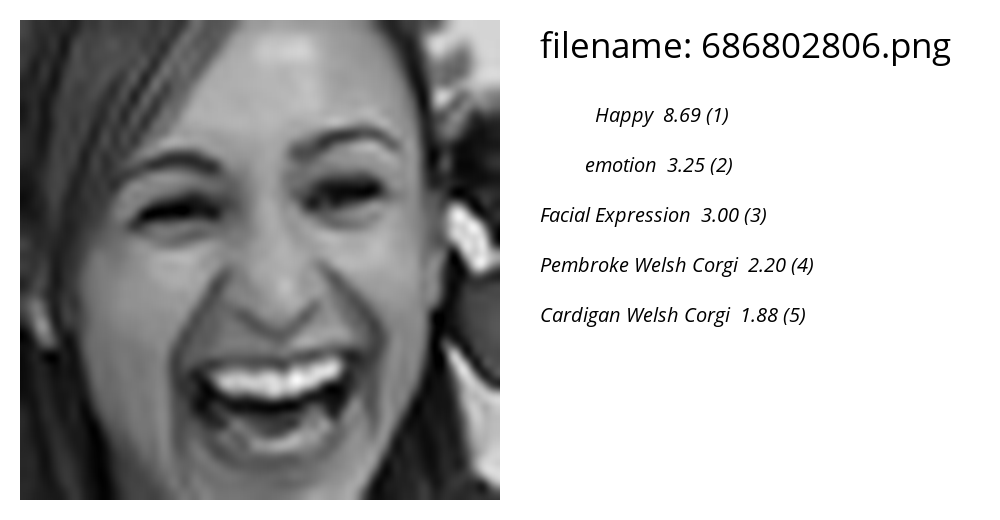 filename: 686802806.png
Happy 8.69 (1)
emotion 3.25 (2)
Facial Expression 3.00 (3)
Pembroke Welsh Corgi 2.20 (4)
Cardigan Welsh Corgi 1.88 (5)